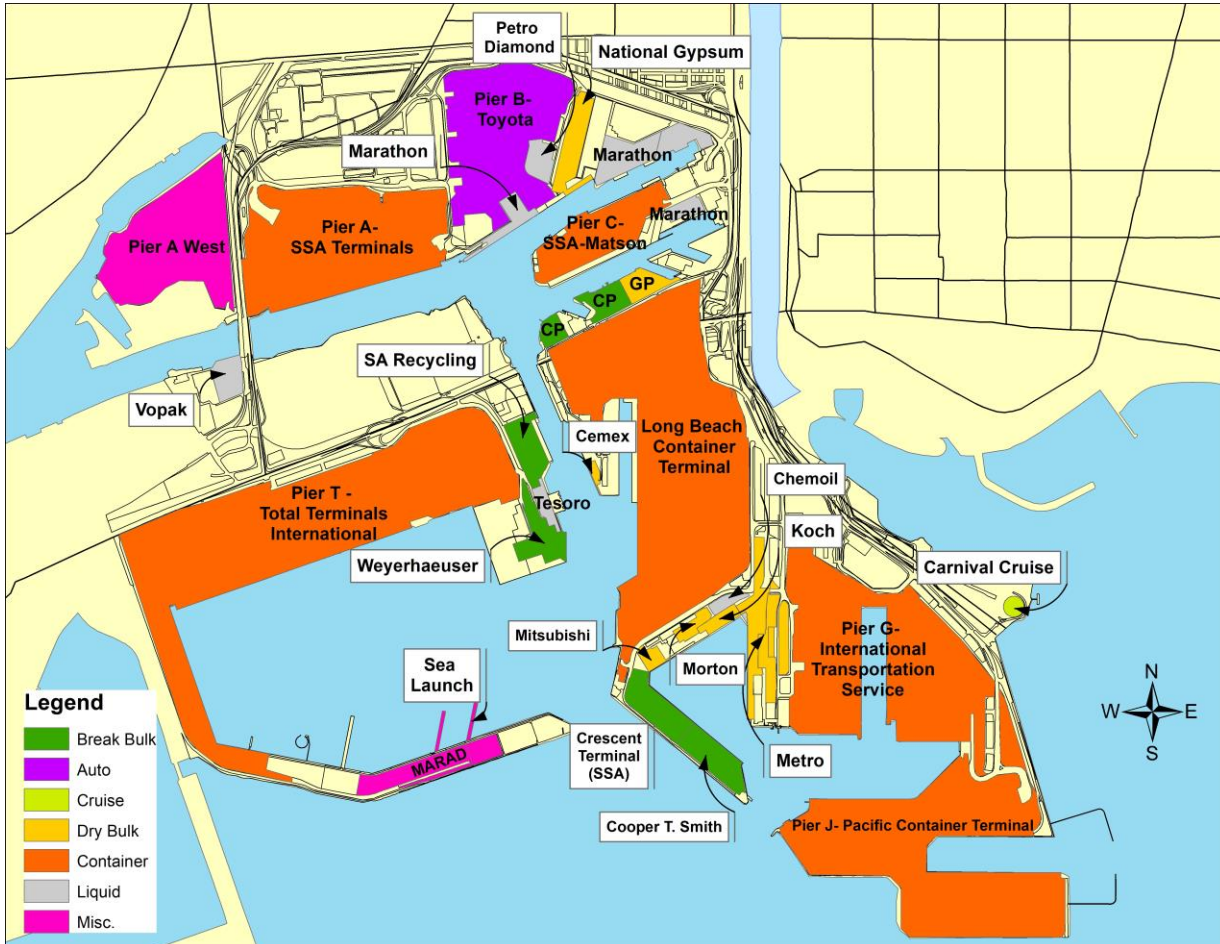 Petro
Diamond
National Gypsum
Pier B-
Toyota
Marathon
Marathon
Marathon
Pier C-
SSA-Matson
Pier A-
SSA Terminals
Pier A West
GP
CP
CP
SA Recycling
Vopak
Cemex
Long Beach
Container
Terminal
Chemoil
Koch
Pier T -
Total Terminals
International
Tesoro
Weyerhaeuser
Carnival Cruise
Mitsubishi
Morton
Pier G-
International
Transportation
Service
Sea
Launch
MARAD
Crescent
Terminal
(SSA)
Metro
Cooper T. Smith
Pier J- Pacific Container Terminal
N
W
E
S
Legend
Break Bulk
Auto
Cruise
Dry Bulk
Container
Liquid
Misc.